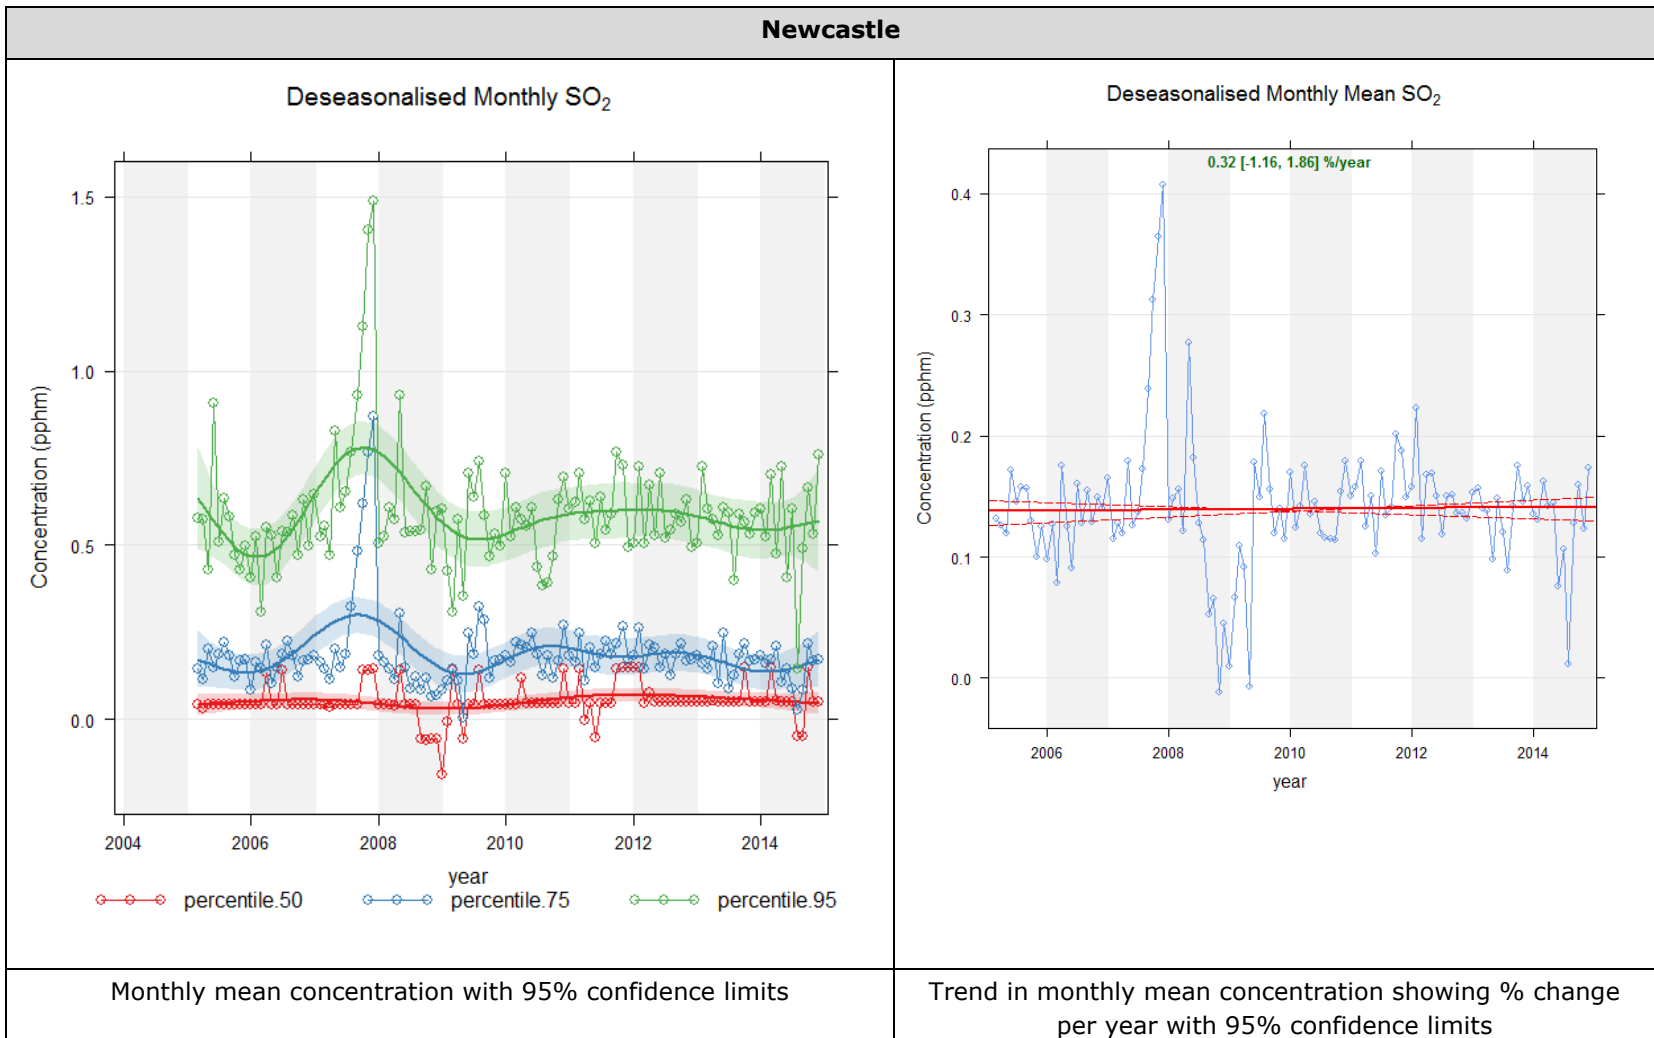 Newcastle
Deseasonalised Monthly SO₂
Concentration (pphm)
1.5
1.0
0.5
0.0
2004 2006 2008 2010 2012 2014
year
percentile.50 percentile.75 percentile.95
Monthly mean concentration with 95% confidence limits
Deseasonalised Monthly Mean SO₂
0.32 [-1.16, 1.86] %/year
Concentration (pphm)
0.4
0.3
0.2
0.1
0.0
2006 2008 2010 2012 2014
year
Trend in monthly mean concentration showing % change
per year with 95% confidence limits